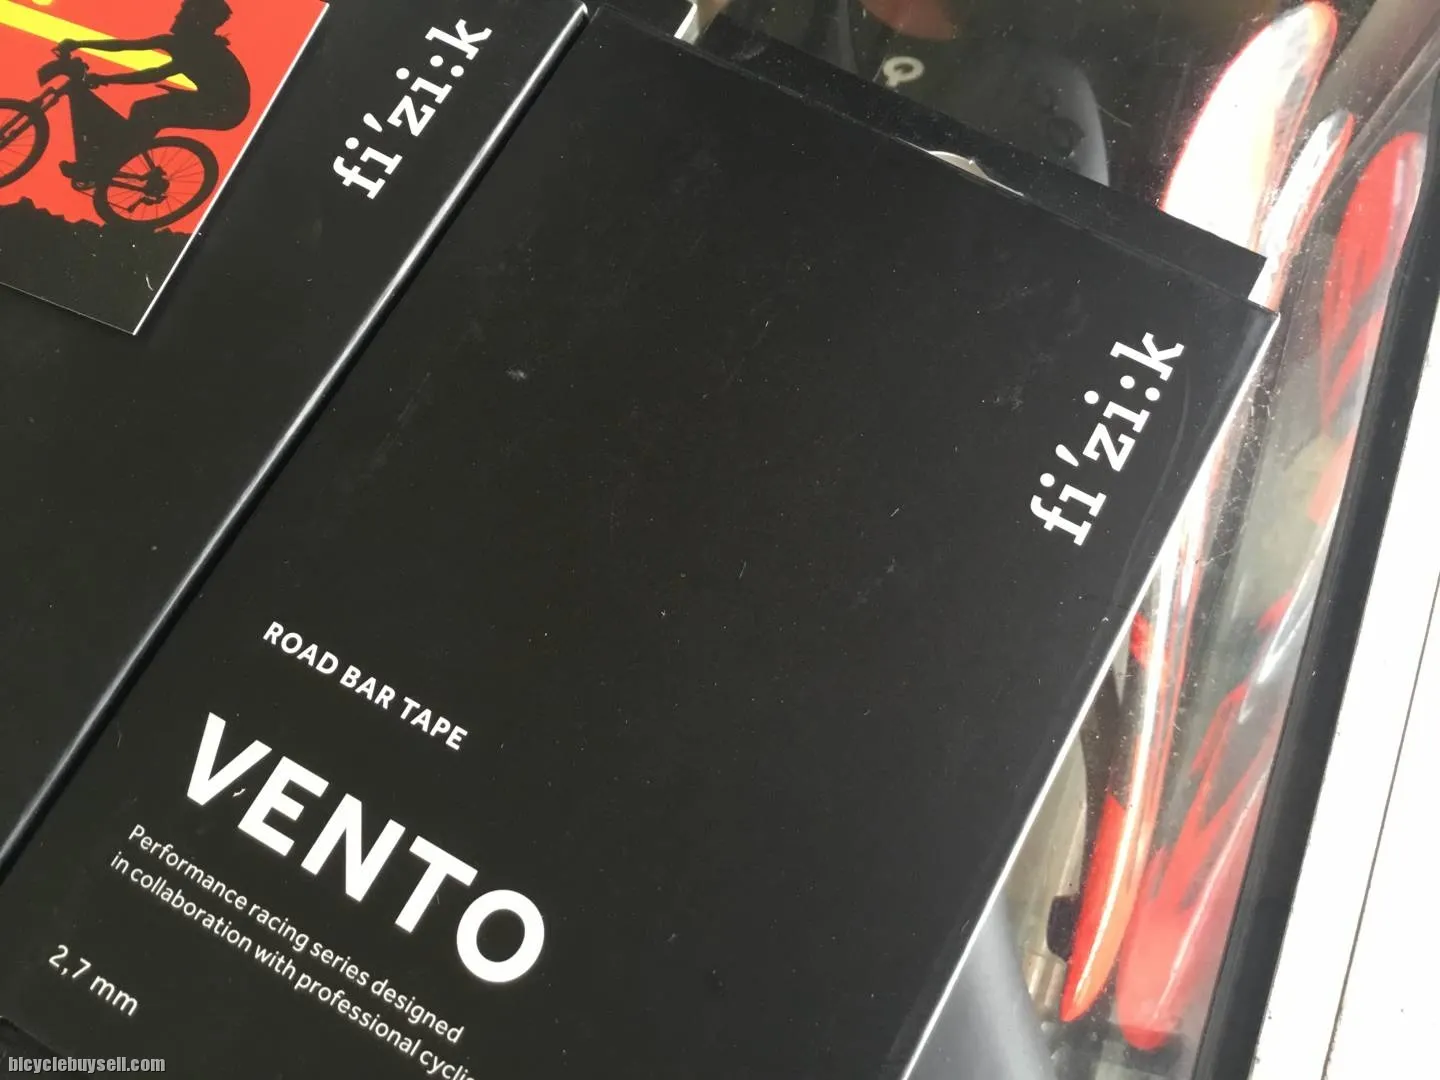 fi'zi:k
fi'zi:k
ROAD BAR TAPE
VENTO
Performance racing series designed
in collaboration with professional
2,7 mm
bicyclebuysell.com